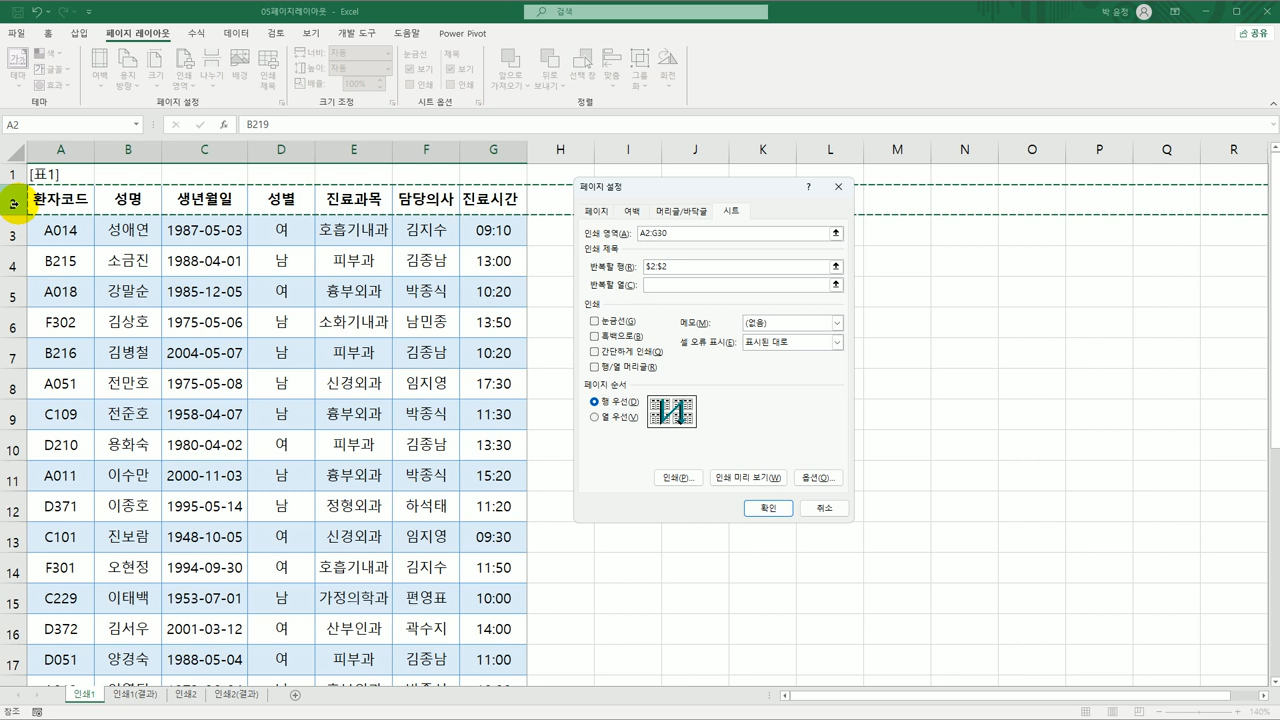 05페이지레이아웃 - Excel
검색
박 윤정
파일 홈 삽입 페이지 레이아웃 수식 데이터 검토 보기 개발 도구 도움말 Power Pivot
공유
테마 색 글꼴 효과
여백 용지 방향 크기 인쇄 영역 나누기 배경 인쇄 제목
너비: 자동
높이: 자동
배율: 100%
눈금선 제목
보기 보기
인쇄 인쇄
앞으로 가져오기 뒤로 보내기 선택 창 맞춤 그룹화 회전
테마 페이지 설정 크기 조정 시트 옵션 정렬
A2 fx B219
A B C D E F G H I J K L M N O P Q R
1 [표1]
2 환자코드 성명 생년월일 성별 진료과목 담당의사 진료시간
3 A014 성애연 1987-05-03 여 호흡기내과 김지수 09:10
4 B215 소금진 1988-04-01 남 피부과 김종남 13:00
5 A018 강말순 1985-12-05 여 흉부외과 박종식 10:20
6 F302 김상호 1975-05-06 남 소화기내과 남민종 13:50
7 B216 김병철 2004-05-07 남 피부과 김종남 10:20
8 A051 전만호 1975-05-08 남 신경외과 임지영 17:30
9 C109 전준호 1958-04-07 남 흉부외과 박종식 11:30
10 D210 용화숙 1980-04-02 여 피부과 김종남 13:30
11 A011 이수만 2000-11-03 남 흉부외과 박종식 15:20
12 D371 이종호 1995-05-14 남 정형외과 하석태 11:20
13 C101 진보람 1948-10-05 여 신경외과 임지영 09:30
14 F301 오현정 1994-09-30 여 호흡기내과 김지수 11:50
15 C229 이태백 1953-07-01 남 가정의학과 편영표 10:00
16 D372 김서우 2001-03-12 여 산부인과 곽수지 14:00
17 D051 양경숙 1988-05-04 여 피부과 김종남 11:00
페이지 설정 ?
페이지 여백 머리글/바닥글 시트
인쇄 영역(A): A2:G30
인쇄 제목
반복할 행(R): $2:$2
반복할 열(C):
인쇄
눈금선(G) 메모(M): (없음)
흑백으로(B)
셀 오류 표시(E): 표시된 대로
간단하게 인쇄(Q)
행/열 머리글(R)
페이지 순서
행 우선(D)
열 우선(V)
인쇄(P)... 인쇄 미리 보기(W) 옵션(O)...
확인 취소
인쇄1 인쇄1(결과) 인쇄2 인쇄2(결과)
참조
140%